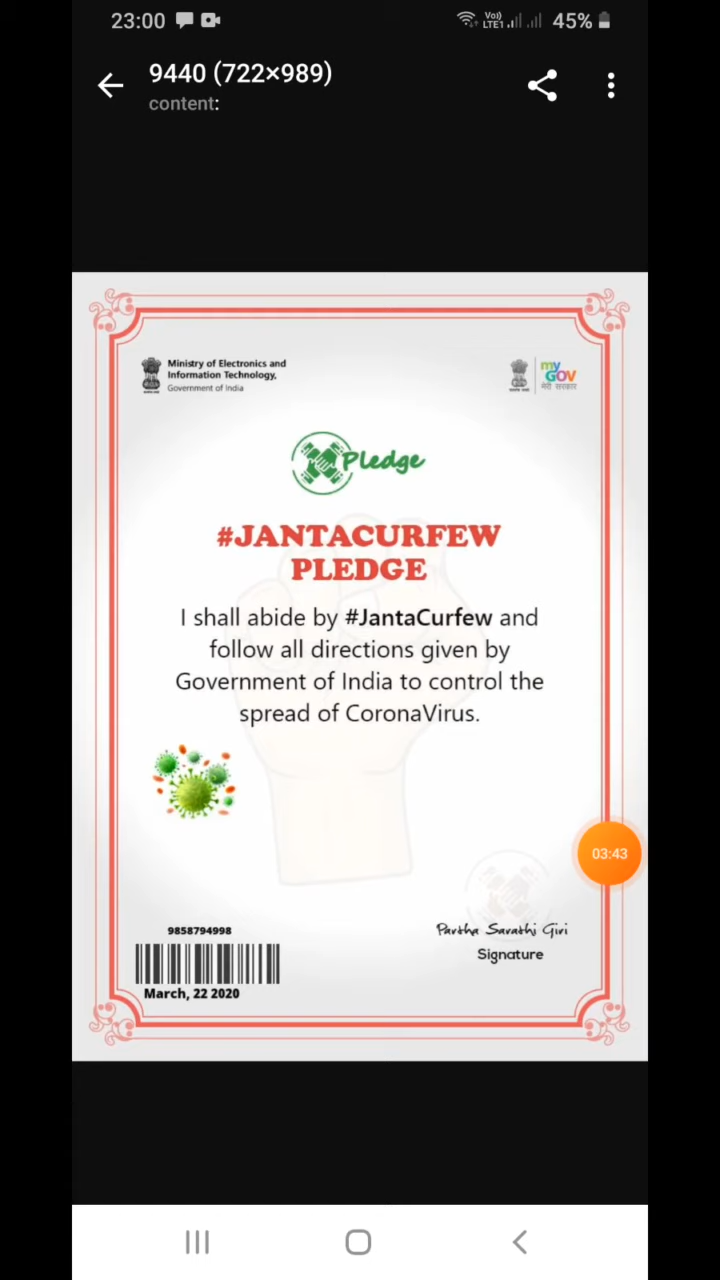 23:00
Vo)) LTE1 45%
9440 (722×989)
content:
Ministry of Electronics and
Information Technology,
Government of India
my
GOV
मेरी सरकार
Pledge
#JANTACURFEW
PLEDGE
I shall abide by #JantaCurfew and
follow all directions given by
Government of India to control the
spread of CoronaVirus.
03:43
9858794998
March, 22 2020
Partha Sarathi Giri
Signature